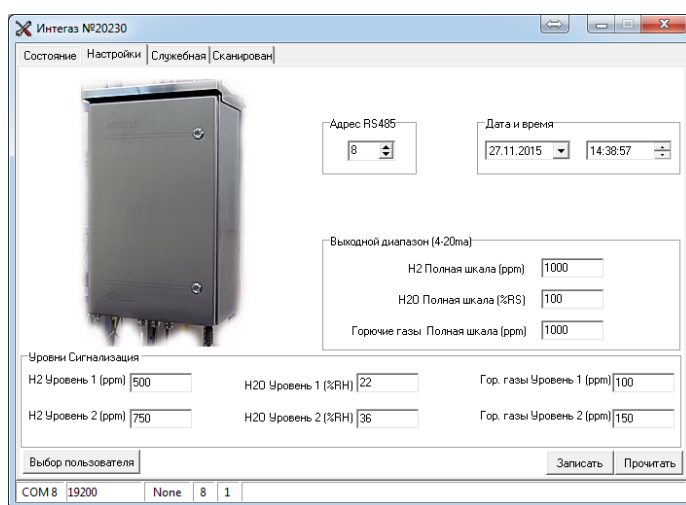 Интегаз №20230
Состояние Настройки Служебная Сканирован
Адрес RS485
8
Дата и время
27.11.2015 14:38:57
Выходной диапазон (4-20ma)
H2 Полная шкала (ppm) 1000
H2O Полная шкала (%RS) 100
Горючие газы Полная шкала (ppm) 1000
Уровни Сигнализация
H2 Уровень 1 (ppm) 500 H2O Уровень 1 (%RH) 22 Гор. газы Уровень 1 (ppm) 100
H2 Уровень 2 (ppm) 750 H2O Уровень 2 (%RH) 36 Гор. газы Уровень 2 (ppm) 150
Выбор пользователя Записать Прочитать
COM 8 19200 None 8 1